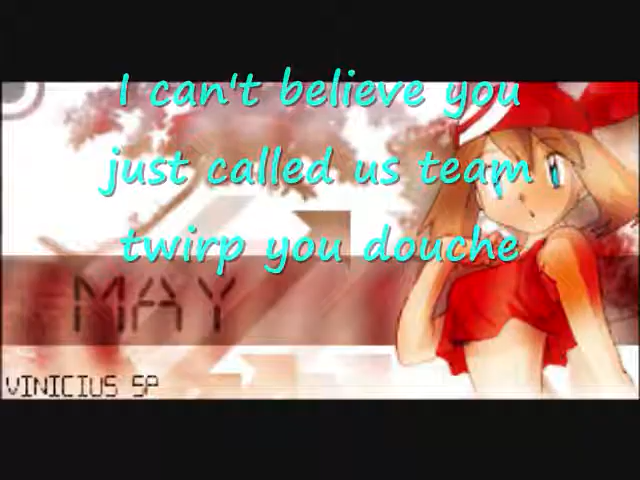 I can't believe you
just called us team
twirp you douche
MAY
VINICIUS SP